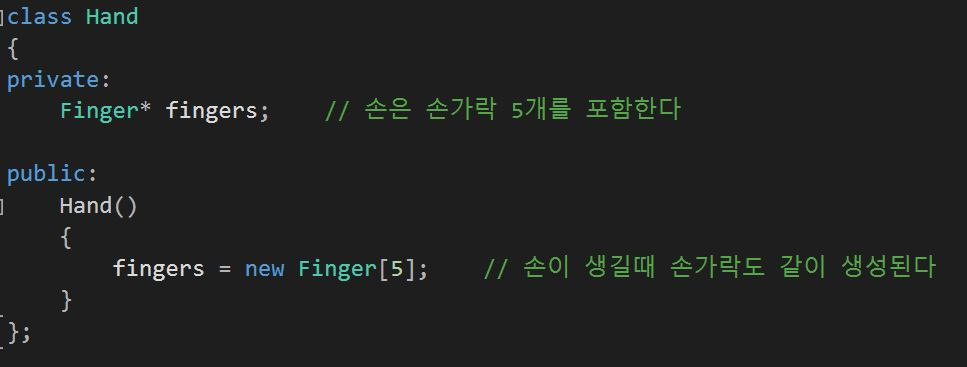 class Hand
{
private:
    Finger* fingers;    // 손은 손가락 5개를 포함한다
public:
    Hand()
    {
        fingers = new Finger[5];    // 손이 생길때 손가락도 같이 생성된다
    }
};